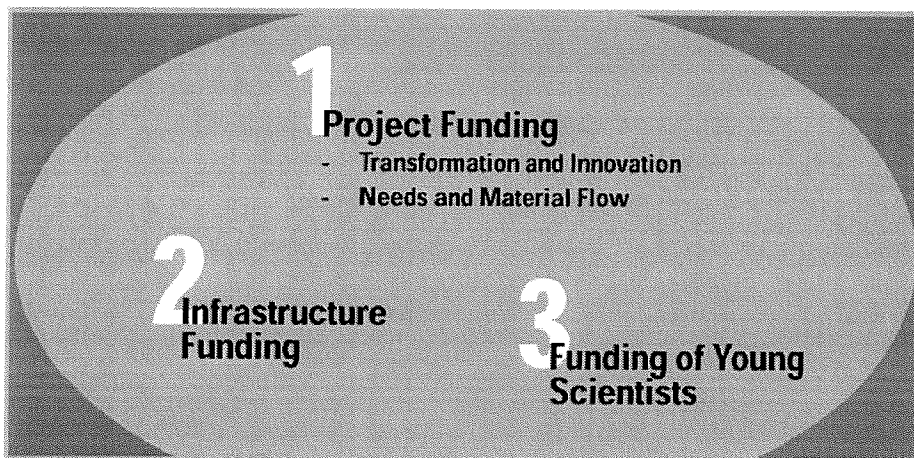 1
Project Funding
- Transformation and Innovation
- Needs and Material Flow
2
Infrastructure
Funding
3
Funding of Young
Scientists